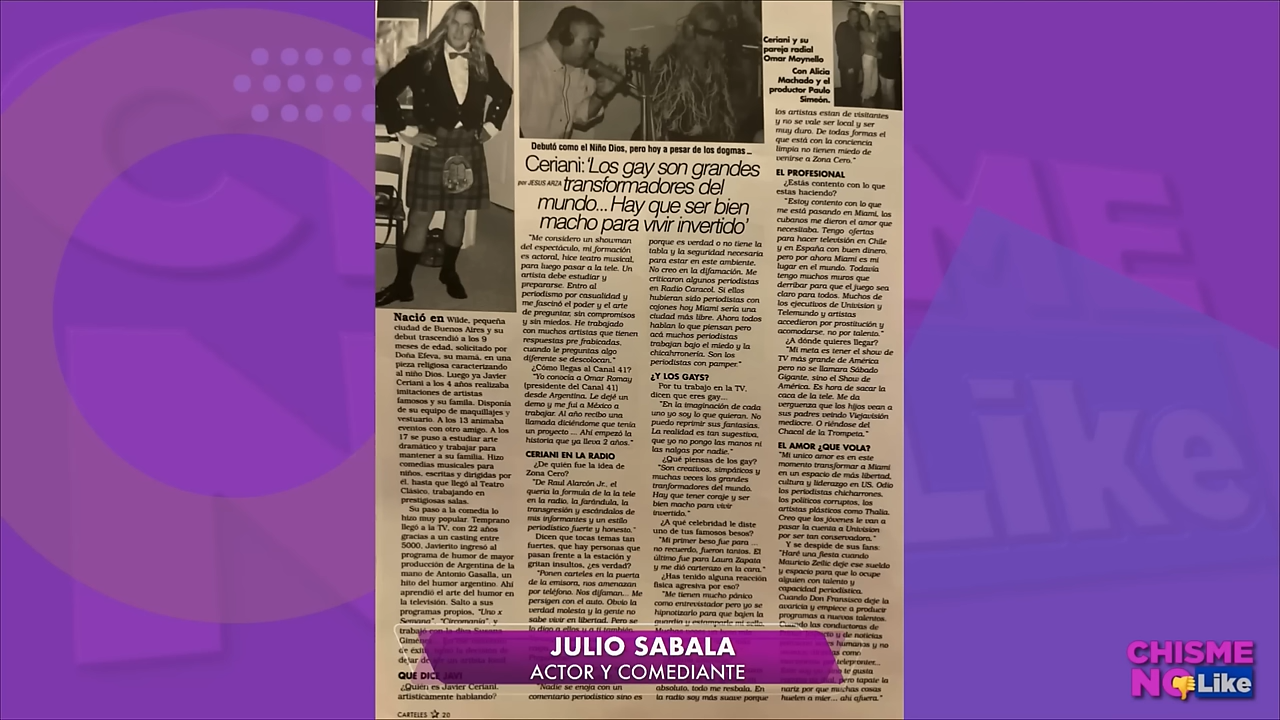 Ceriani y su
pareja radial
Omar Moynello
Con Alicia
Machado y el
productor Paulo
Simeón.
Debutó como el Niño Dios, pero hoy a pesar de los dogmas ...
Ceriani: ‘Los gay son grandes
por JESUS ARZA transformadores del
mundo... Hay que ser bien
macho para vivir invertido’
Nació en Wilde, pequeña
ciudad de Buenos Aires y su
debut trascendió a los 9
meses de edad, solicitado por
Doña Efeva, su mamá, en una
pieza religiosa caracterizando
al niño Dios. Luego ya Javier
Ceriani a los 4 años realizaba
imitaciones de artistas
famosos y su familia. Disponía
de su equipo de maquillajes y
vestuario. A los 13 animaba
eventos con otro amigo. A los
17 se puso a estudiar arte
dramático y trabajar para
mantener a su familia. Hizo
comedias musicales para
niños, escritas y dirigidas por
él, hasta que llegó al Teatro
Clásico, trabajando en
prestigiosas salas.
Su paso a la comedia lo
hizo muy popular. Temprano
llegó a la TV. con 22 años
gracias a un casting entre
5000, Javierito ingresó al
programa de humor de mayor
producción de Argentina de la
mano de Antonio Gasalla, un
hito del humor argentino. Ahí
aprendió el arte del humor en
la televisión. Salto a sus
programas propios, "Uno x
Semana", "Circomanía", y
trabajó con la diva Susana
QUE DICE JAVI
¿Quién es Javier Ceriani,
artísticamente hablando?
"Me considero un showman
del espectáculo, mi formación
es actoral, hice teatro musical,
para luego pasar a la tele. Un
artista debe estudiar y
prepararse. Entro al
periodismo por casualidad y
me fascinó el poder y el arte
de preguntar, sin compromisos
y sin miedos. He trabajado
con muchos artistas que tienen
respuestas pre frabicadas,
cuando le preguntas algo
diferente se descolocan."
¿Cómo llegas al Canal 41?
"Yo conocía a Omar Romay
(presidente del Canal 41)
desde Argentina. Le dejé un
demo y me fui a México a
trabajar. Al año recibo una
llamada diciéndome que tenía
un proyecto ... Ahí empezó la
historia que ya lleva 2 años."
CERIANI EN LA RADIO
¿De quién fue la idea de
Zona Cero?
"De Raul Alarcón Jr., el
quería la formula de la tele
en la radio, la farándula, la
transgresión y escándalos de
mis informantes y un estilo
periodístico fuerte y honesto."
Dicen que tocas temas tan
fuertes, que hay personas que
pasan frente a la estación y
gritan insultos, ¿es verdad?
"Ponen carteles en la puerta
de la emisora, nos amenazan
por teléfono. Nos difaman... Me
persigen con el auto. Obvio la
verdad molesta y la gente no
sabe vivir en libertad. Pero se
lo digo a ellos y a ti también
Nadie se enoja con un
comentario periodístico sino es
porque es verdad o no tiene la
tabla y la seguridad necesaria
para estar en este ambiente.
No creo en la difamación. Me
criticaron algunos periodistas
en Radio Caracol. Si ellos
hubieran sido periodistas con
cojones hoy Miami sería una
ciudad más libre. Ahora todos
hablan lo que piensan pero
acá muchos periodistas
trabajan bajo el miedo y la
chicahrronería. Son los
periodistas con pamper."
¿Y LOS GAYS?
Por tu trabajo en la TV.
dicen que eres gay...
"En la imaginación de cada
uno yo soy lo que quieran. No
puedo reprimir sus fantasías.
La realidad es tan sugestiva,
que yo no pongo las manos ni
las nalgas por nadie."
¿Qué piensas de los gay?
"Son creativos, simpáticos y
muchas veces los grandes
transformadores del mundo.
Hay que tener coraje y ser
bien macho para vivir
invertido."
¿A qué celebridad le diste
uno de tus famosos besos?
"Mi primer beso fue para ...
no recuerdo, fueron tantos. El
último fue para Laura Zapata
y me dió carterazo en la cara."
¿Has tenido alguna reacción
física agresiva por eso?
"Me tienen mucho pánico
como entrevistador pero yo se
hipnotizarlo para que bajen la
guardia y estamparle mi sello.
absoluto, todo me resbala. En
la radio soy más suave porque
los artistas estan de visitantes
y no se vale ser local y ser
muy duro. De todas formas el
que está con la conciencia
limpia no tienen miedo de
venirse a Zona Cero."
EL PROFESIONAL
¿Estás contento con lo que
estas haciendo?
"Estoy contento con lo que
me está pasando en Miami, los
cubanos me dieron el amor que
necesitaba. Tengo ofertas
para hacer televisión en Chile
y en España con buen dinero,
pero por ahora Miami es mi
lugar en el mundo. Todavía
tengo muchos muros que
derribar para que el juego sea
claro para todos. Muchos de
los ejecutivos de Univision y
Telemundo y artistas
accedieron por prostitución y
acomodarse, no por talento."
¿A dónde quieres llegar?
"Mi meta es tener el show de
TV más grande de América
pero no se llamara Sábado
Gigante, sino el Show de
América. Es hora de sacar la
caca de la tele. Me da
verguenza que los hijos vean a
sus padres veindo Viejavisión
mediocre. O riéndose del
Chacal de la Trompeta."
EL AMOR ¿QUE VOLA?
"Mi unico amor es en este
momento transformar a Miami
en un espacio de más libertad,
cultura y liderazgo en US. Odio
los periodistas chicharrones,
los políticos corruptos, los
artistas plásticos como Thalia.
Creo que los jóvenes le van a
pasar la cuenta a Univision
por ser tan conservadora."
Y se despide de sus fans:
"Haré una fiesta cuando
Mauricio Zeilic deje ese sueldo
y espacio para que lo ocupe
alguien con talento y
capacidad periodística.
Cuando Don Fransisco deje la
avaricia y empiece a producir
programas a nuevos talentos.
Cuando las conductoras de
nariz por que muchas cosas
huelen a mier... ahi afuera."
JULIO SABALA
ACTOR Y COMEDIANTE
CARTELES 20
CHISME
NO Like